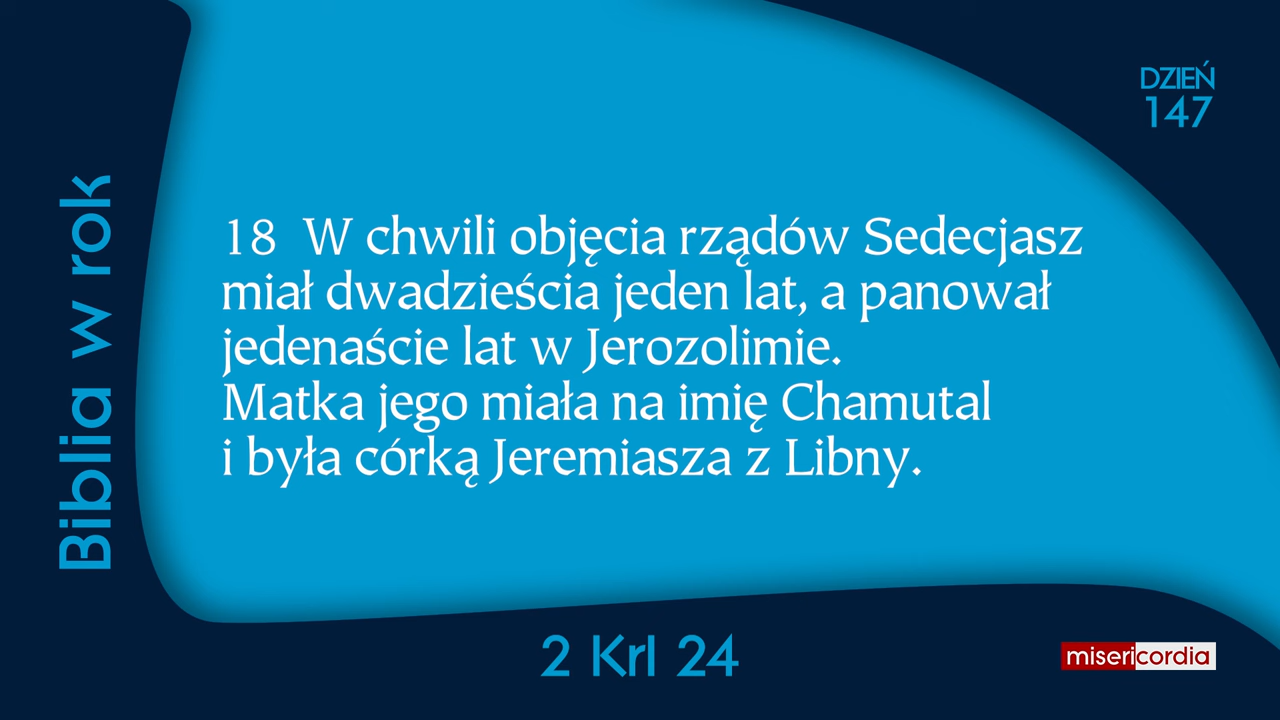 DZIEŃ
147
Biblia w rok
18 W chwili objęcia rządów Sedecjasz
miał dwadzieścia jeden lat, a panował
jedenaście lat w Jerozolimie.
Matka jego miała na imię Chamutal
i była córką Jeremiasza z Libny.
2 Krl 24
misericordia